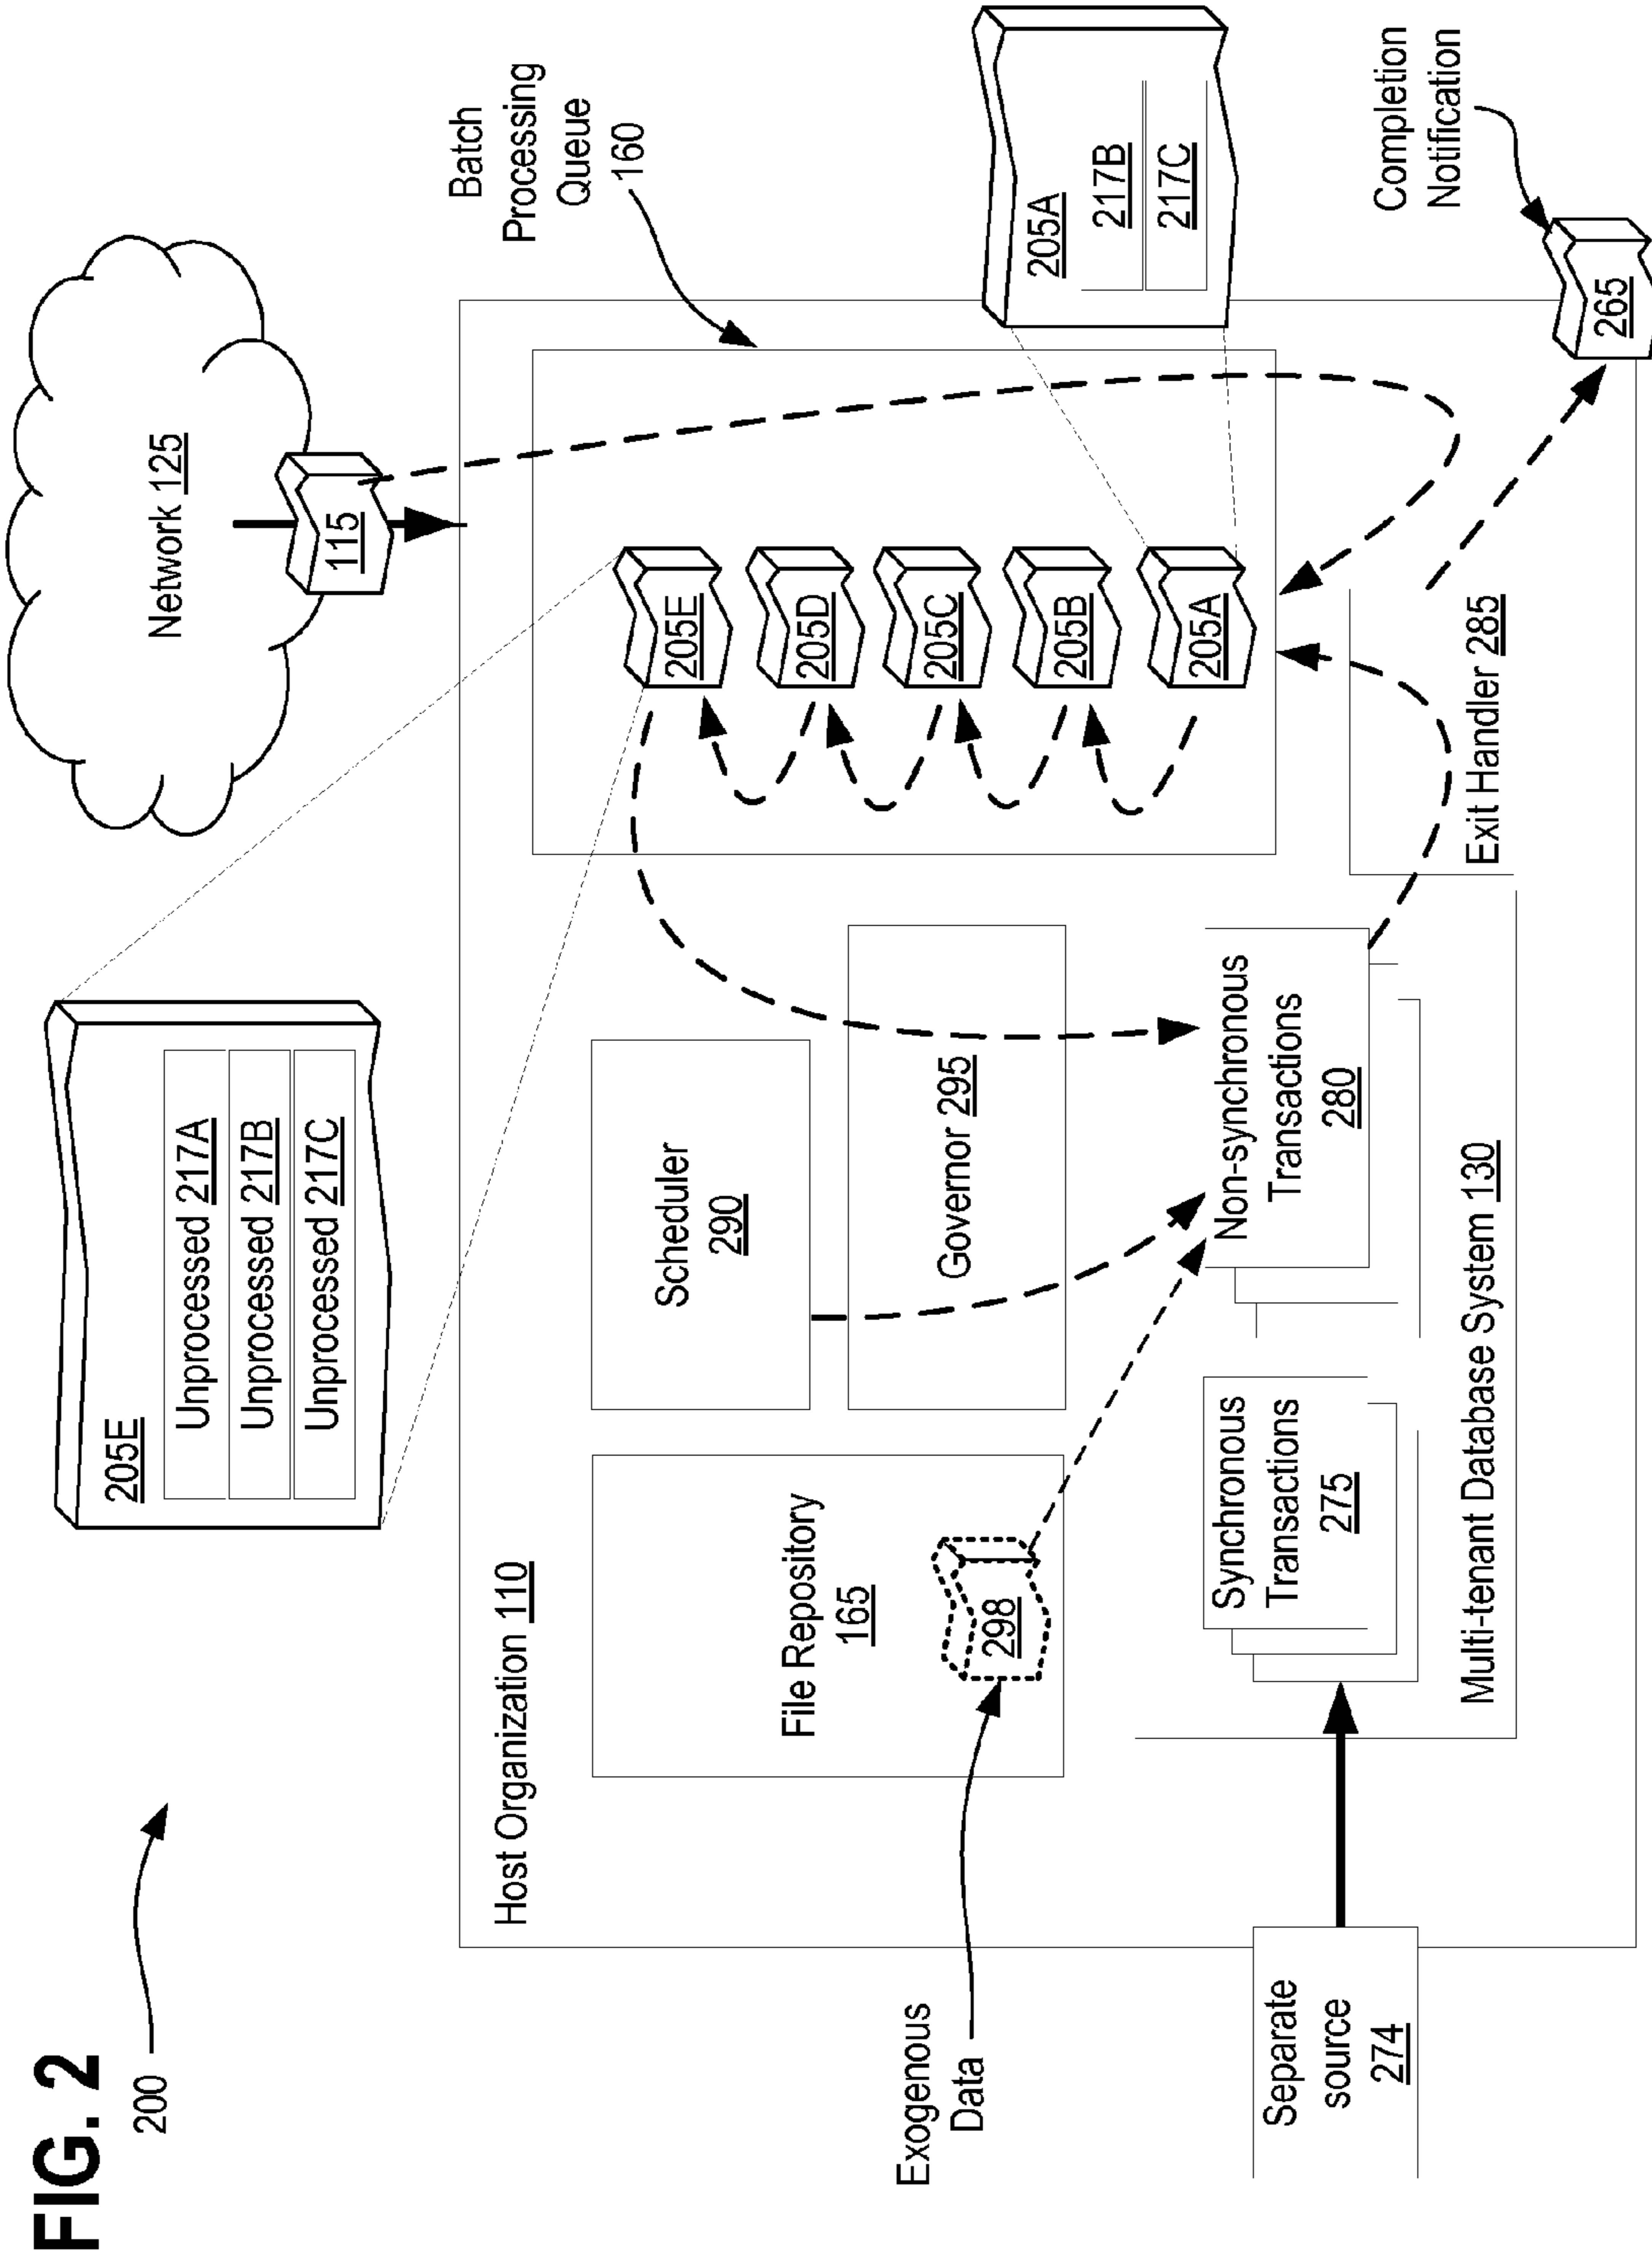 FIG. 2
200
205E
Unprocessed 217A
Unprocessed 217B
Unprocessed 217C
Network 125
115
Host Organization 110
Batch
Processing
Queue
160
File Repository
165
298
Exogenous
Data
Scheduler
290
Governor 295
205E
205D
205C
205B
205A
205A
217B
217C
Separate
source
274
Synchronous
Transactions
275
Non-synchronous
Transactions
280
Multi-tenant Database System 130
Exit Handler 285
Completion
Notification
265